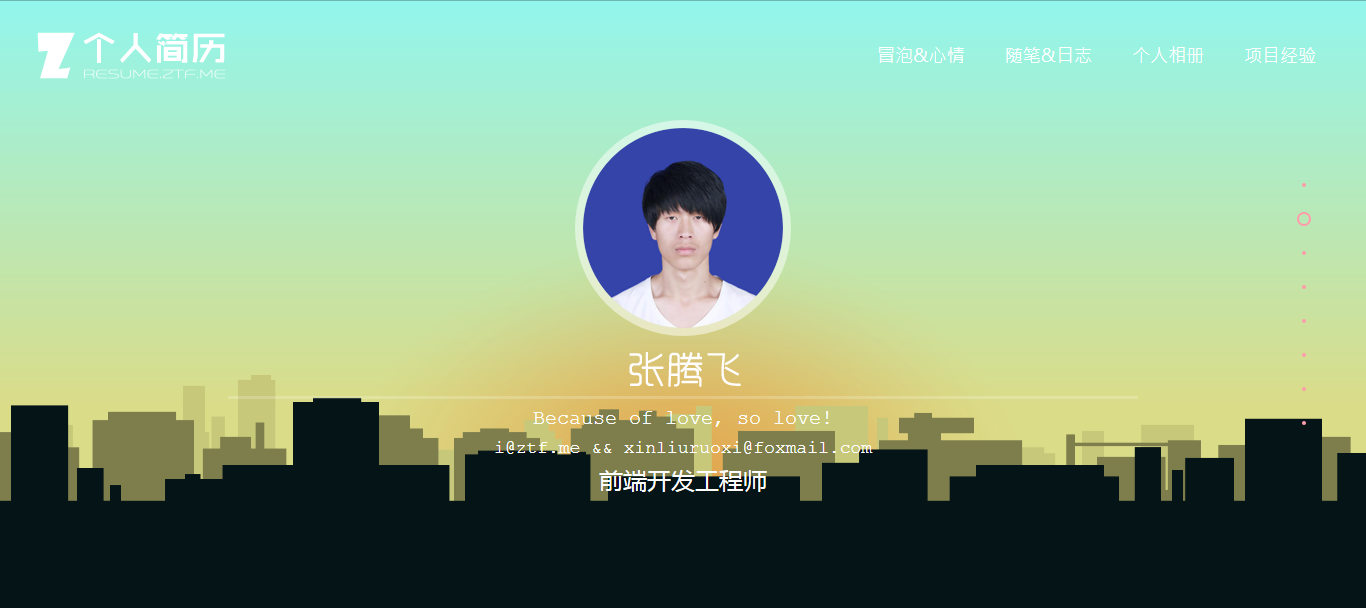 个人简历
RESUME.ZTF.ME
冒泡&心情 随笔&日志 个人相册 项目经验
张腾飞
Because of love, so love!
i@ztf.me && xinliuruoxi@foxmail.com
前端开发工程师